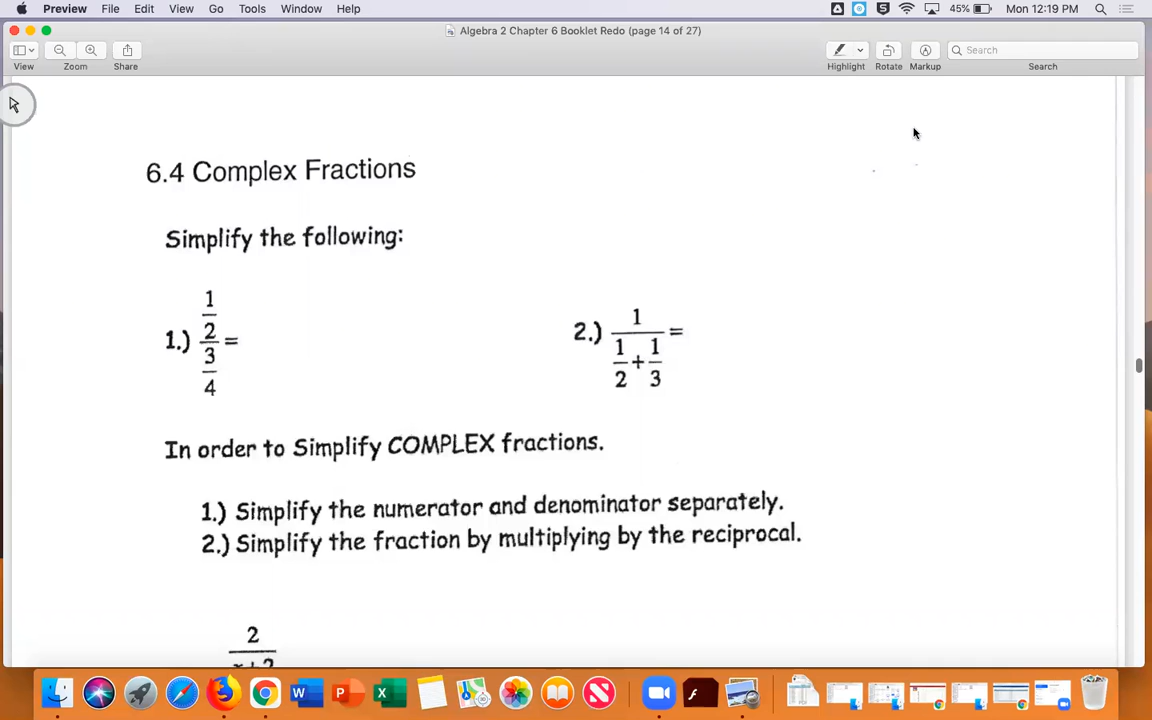 Preview File Edit View Go Tools Window Help 45% Mon 12:19 PM
Algebra 2 Chapter 6 Booklet Redo (page 14 of 27)
Search
View Zoom Share Highlight Rotate Markup Search
6.4 Complex Fractions
Simplify the following:
1
2
1.) =
3
4
1
2.) =
1 + 1
2 3
In order to Simplify COMPLEX fractions.
1.) Simplify the numerator and denominator separately.
2.) Simplify the fraction by multiplying by the reciprocal.
2